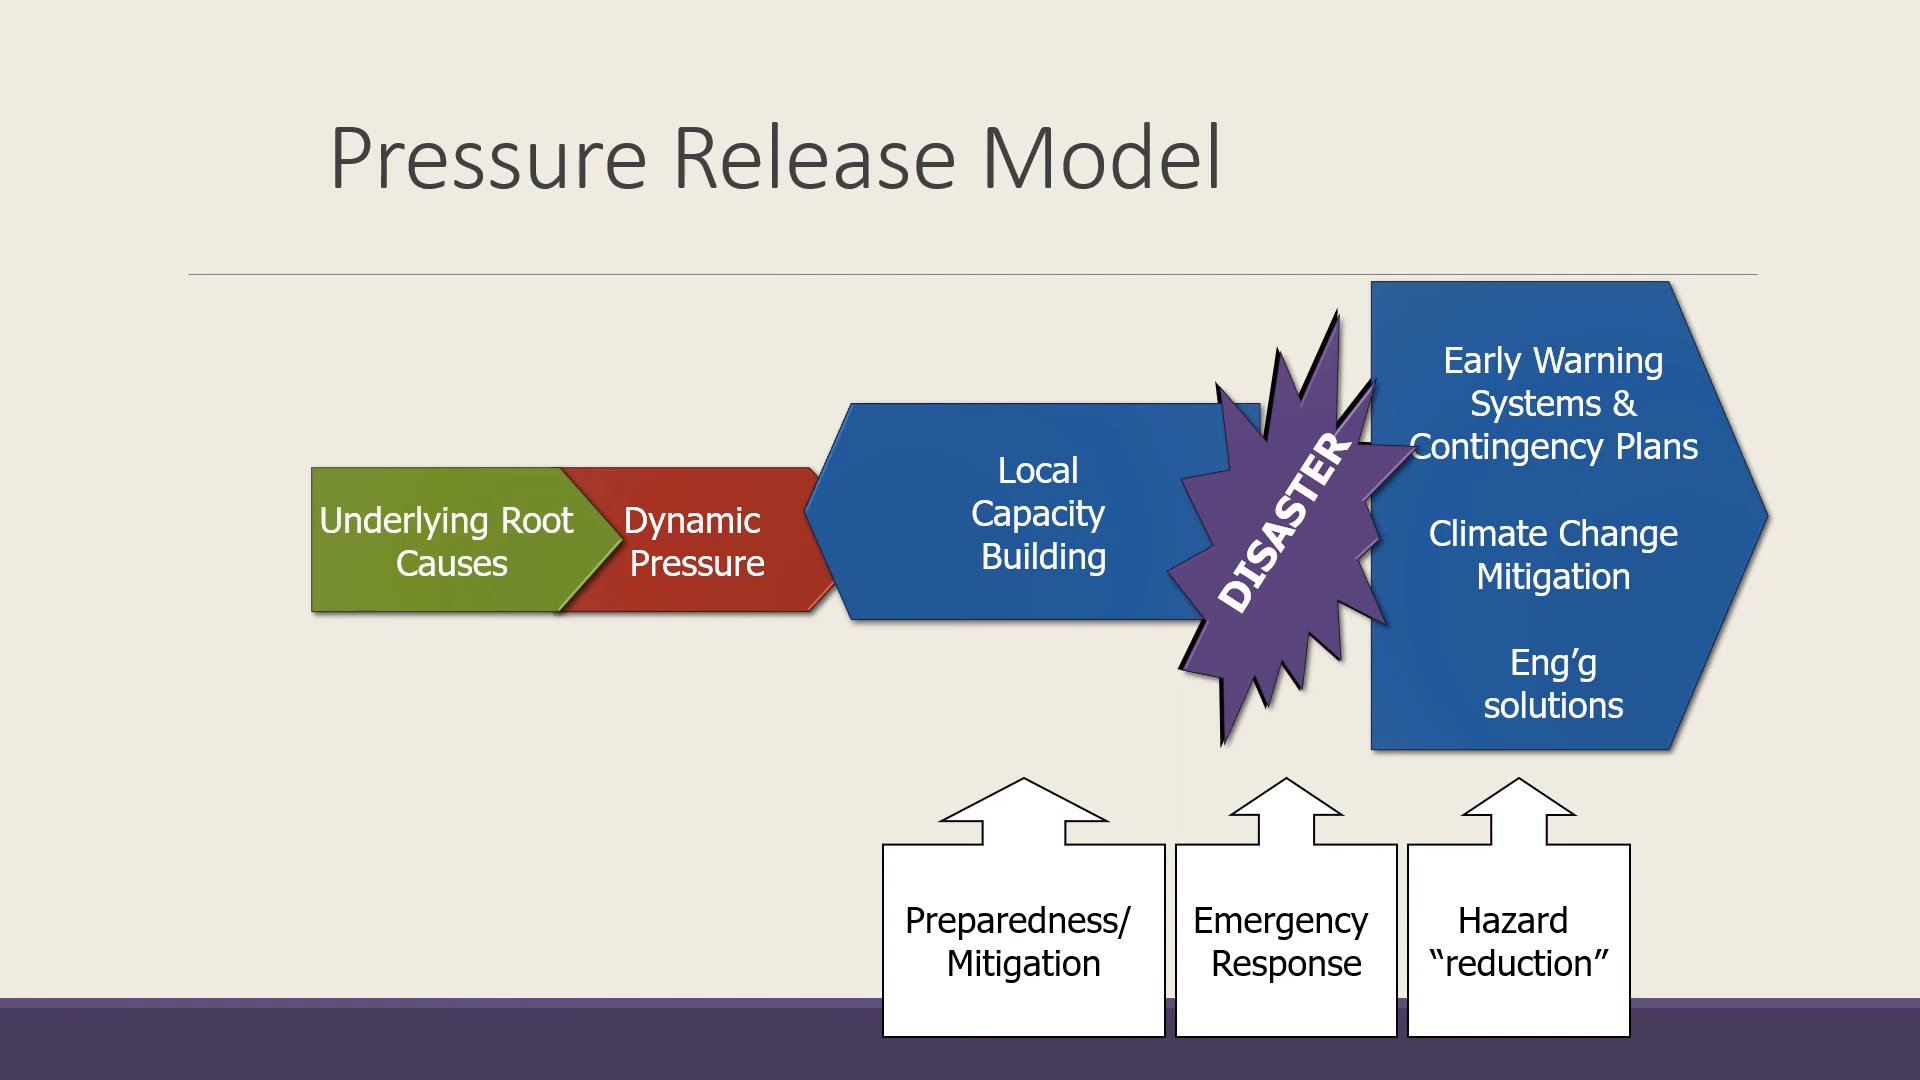 Pressure Release Model
Underlying Root
Causes
Dynamic
Pressure
Local
Capacity
Building
DISASTER
Early Warning
Systems &
Contingency Plans
Climate Change
Mitigation
Eng’g
solutions
Preparedness/
Mitigation
Emergency
Response
Hazard
“reduction”